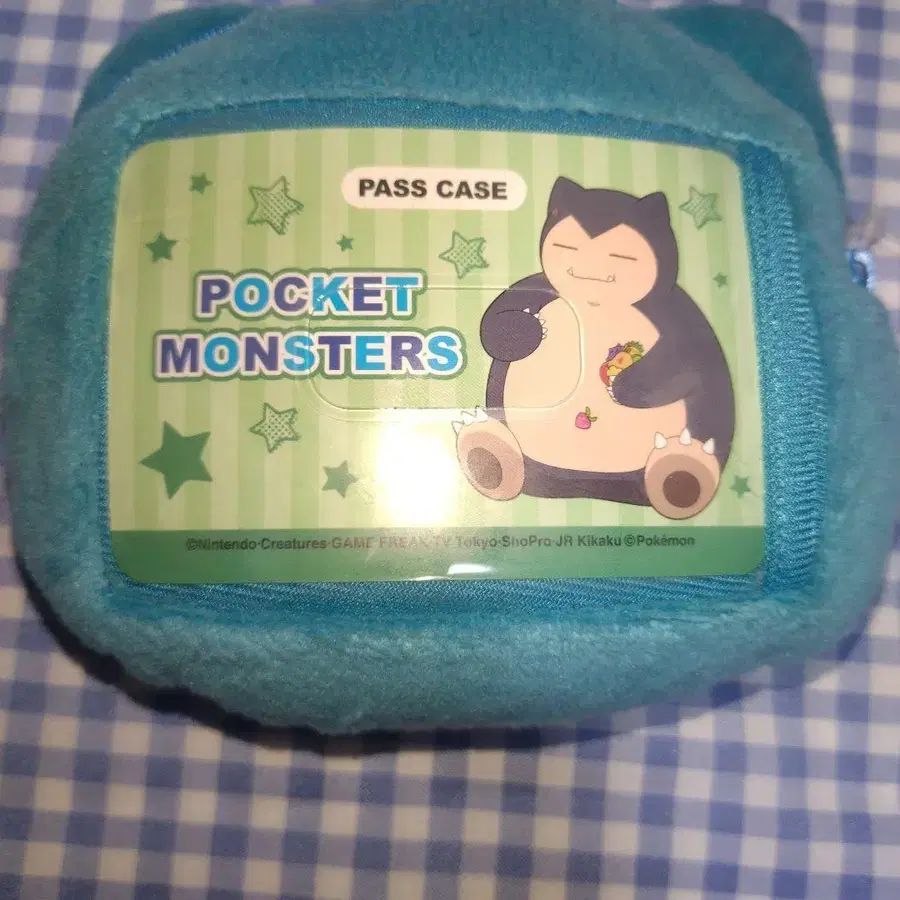 PASS CASE
POCKET
MONSTERS
©Nintendo·Creatures·GAME FREAK·TV Tokyo·ShoPro·JR Kikaku ©Pokémon